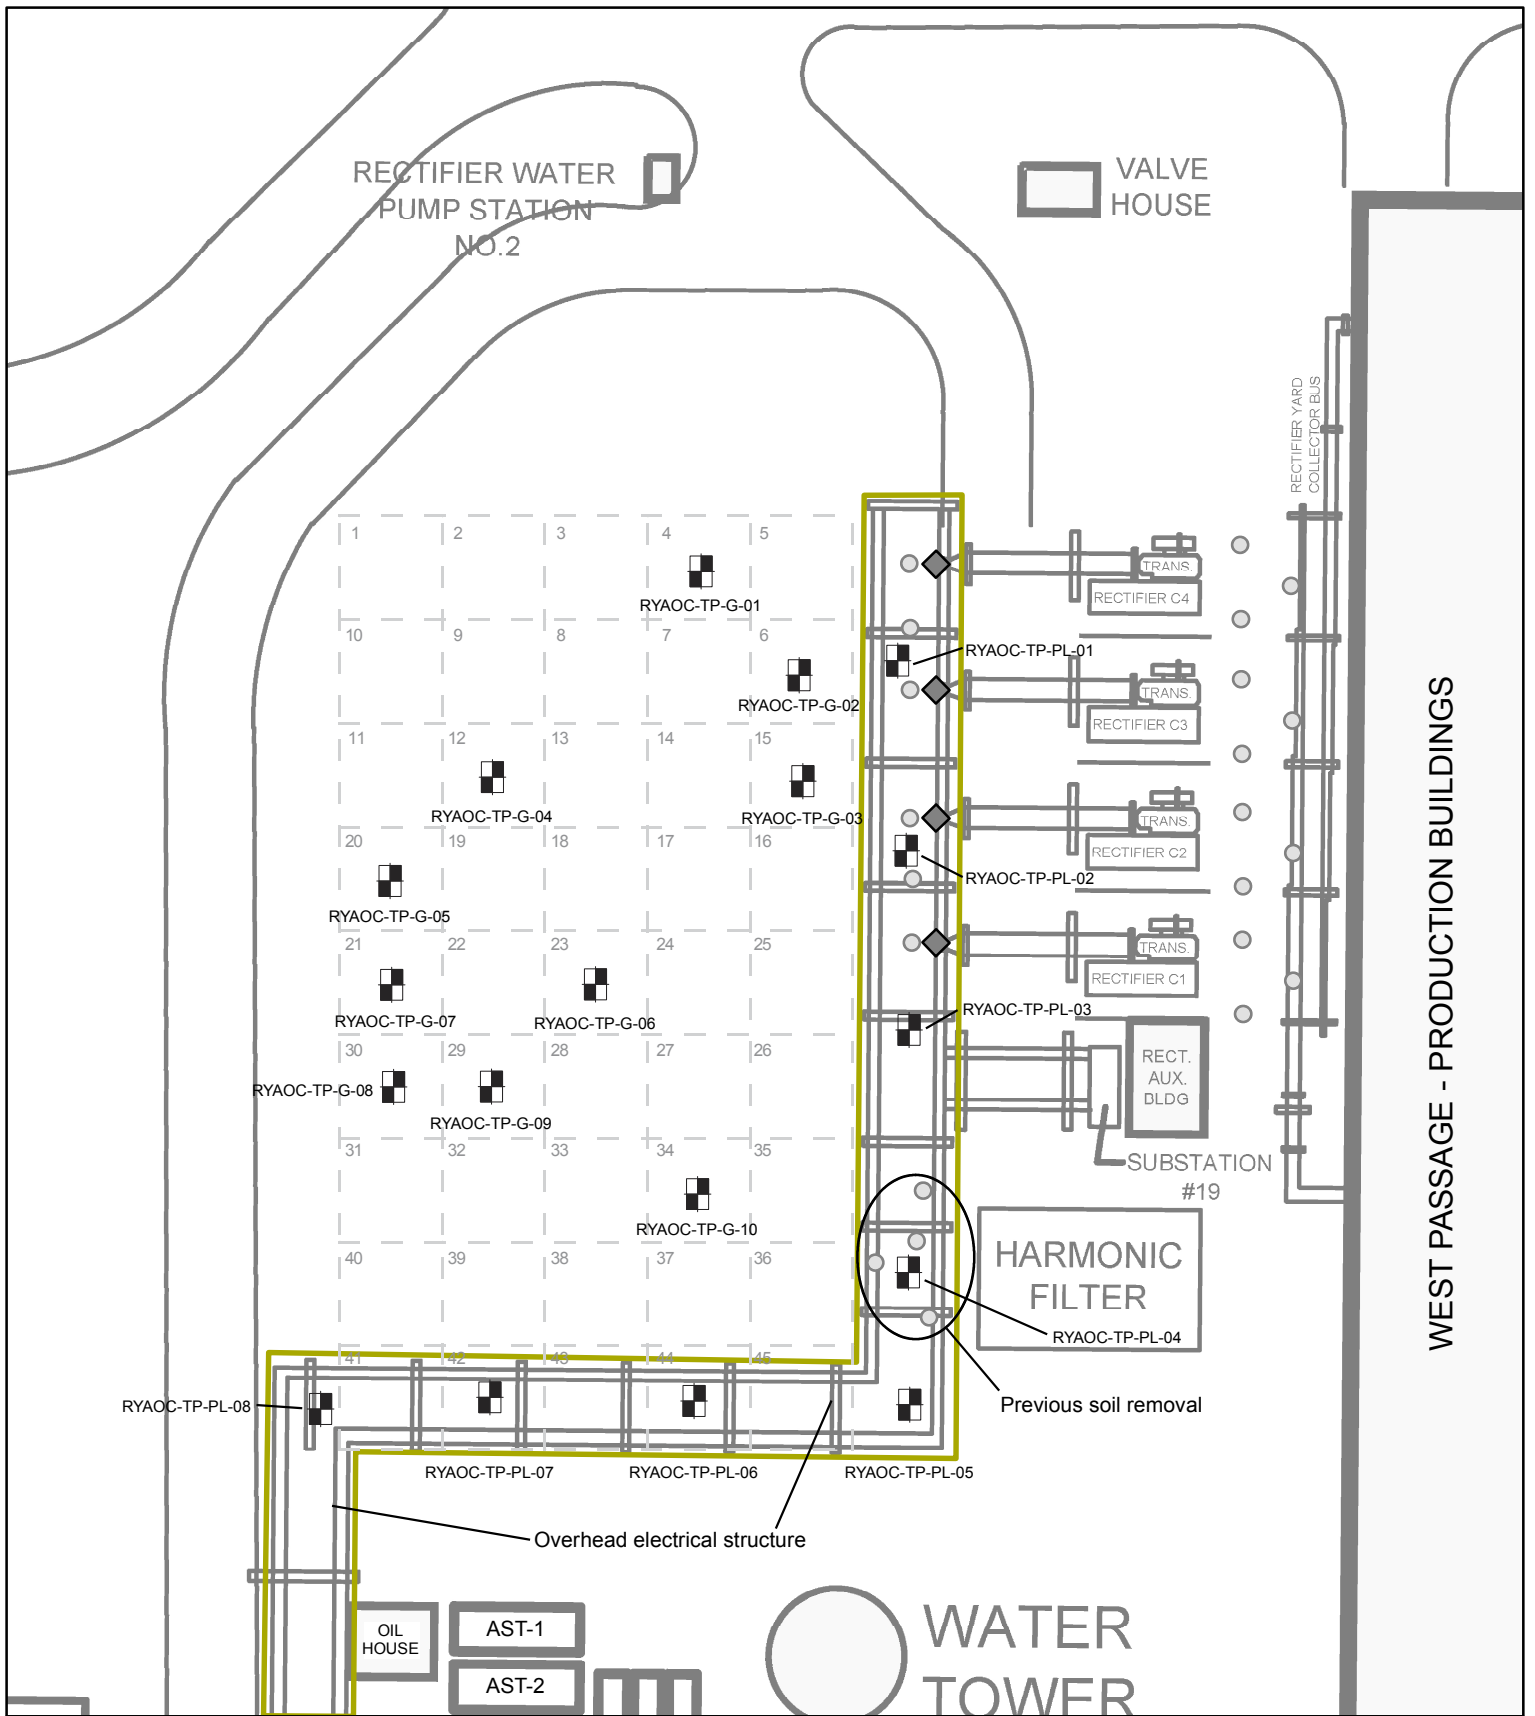 RECTIFIER WATER
PUMP STATION
NO.2
VALVE
HOUSE
RECTIFIER YARD
COLLECTOR BUS
WEST PASSAGE - PRODUCTION BUILDINGS
1
2
3
4
5
RYAOC-TP-G-01
TRANS.
RECTIFIER C4
10
9
8
7
6
RYAOC-TP-G-02
RYAOC-TP-PL-01
TRANS.
RECTIFIER C3
11
12
13
14
15
RYAOC-TP-G-04
RYAOC-TP-G-03
TRANS.
RECTIFIER C2
20
19
18
17
16
RYAOC-TP-PL-02
RYAOC-TP-G-05
21
22
23
24
25
TRANS.
RECTIFIER C1
RYAOC-TP-G-07
RYAOC-TP-G-06
RYAOC-TP-PL-03
30
29
28
27
26
RECT.
AUX.
BLDG
RYAOC-TP-G-08
RYAOC-TP-G-09
31
32
33
34
35
SUBSTATION
#19
RYAOC-TP-G-10
40
39
38
37
36
HARMONIC
FILTER
RYAOC-TP-PL-04
41
42
43
44
45
Previous soil removal
RYAOC-TP-PL-08
RYAOC-TP-PL-07
RYAOC-TP-PL-06
RYAOC-TP-PL-05
Overhead electrical structure
OIL
HOUSE
AST-1
AST-2
WATER
TOWER